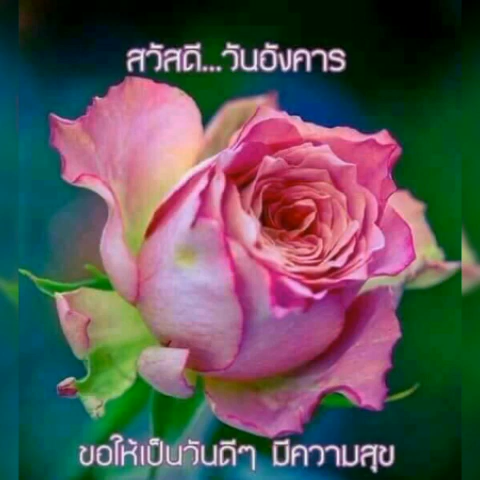 สวัสดี...วันอังคาร
ขอให้เป็นวันดีๆ มีความสุข